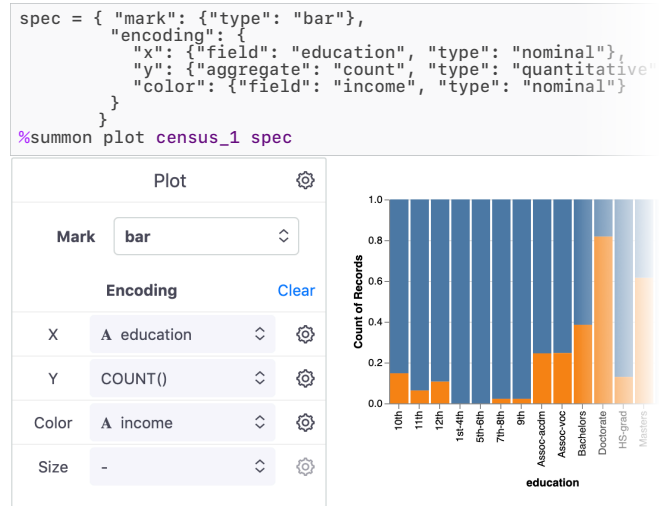 spec = { "mark": {"type": "bar"},
"encoding": {
"x": {"field": "education", "type": "nominal"},
"y": {"aggregate": "count", "type": "quantitative"
"color": {"field": "income", "type": "nominal"}
}
}
%summon plot census_1 spec
Plot
Mark bar
Encoding Clear
X A education
Y COUNT()
Color A income
Size -
1.0
0.8
0.6
0.4
0.2
0.0
Count of Records
10th
11th
12th
1st-4th
5th-6th
7th-8th
9th
Assoc-acdm
Assoc-voc
Bachelors
Doctorate
HS-grad
Masters
education